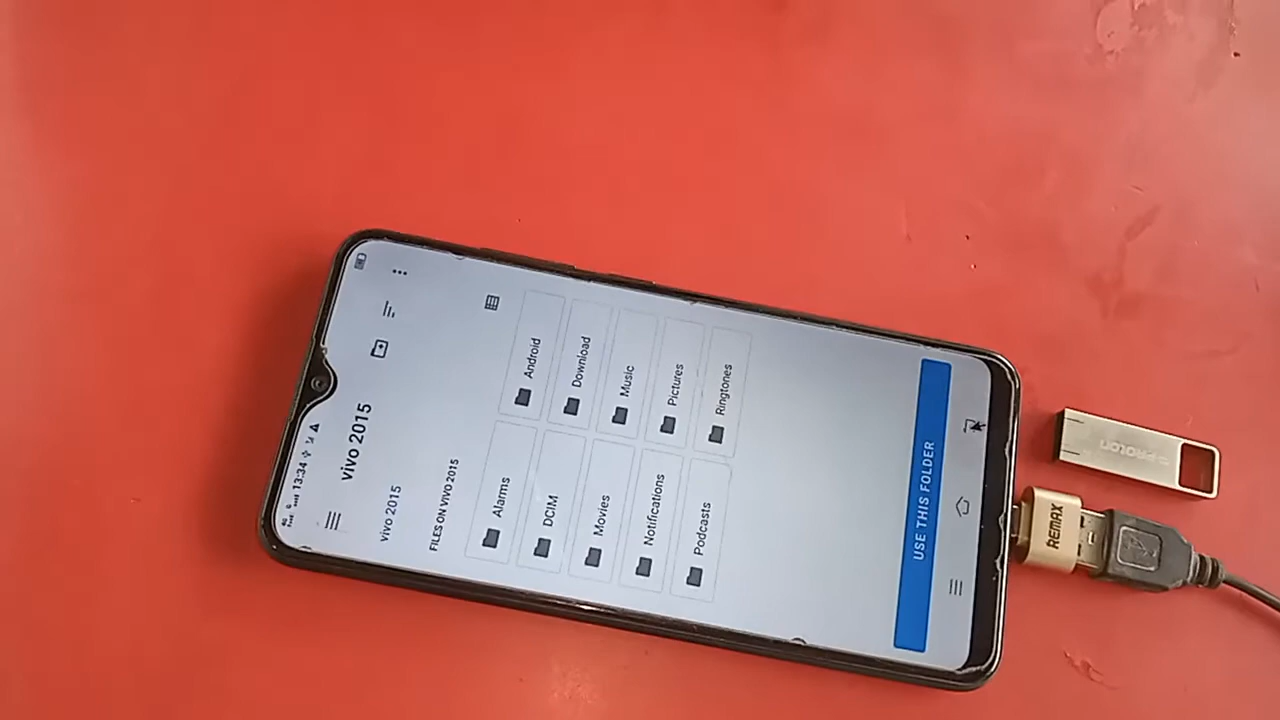 13:34
vivo 2015
vivo 2015
FILES ON VIVO 2015
Alarms
Android
DCIM
Download
Movies
Music
Notifications
Pictures
Podcasts
Ringtones
USE THIS FOLDER
REMAX
PROLON